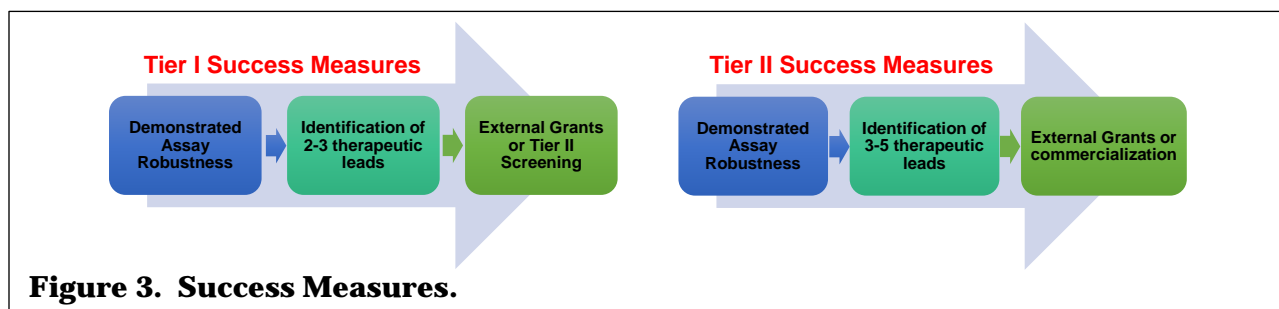 Tier I Success Measures
Demonstrated
Assay
Robustness
Identification of
2-3 therapeutic
leads
External Grants
or Tier II
Screening
Tier II Success Measures
Demonstrated
Assay
Robustness
Identification of
3-5 therapeutic
leads
External Grants or
commercialization
Figure 3. Success Measures.